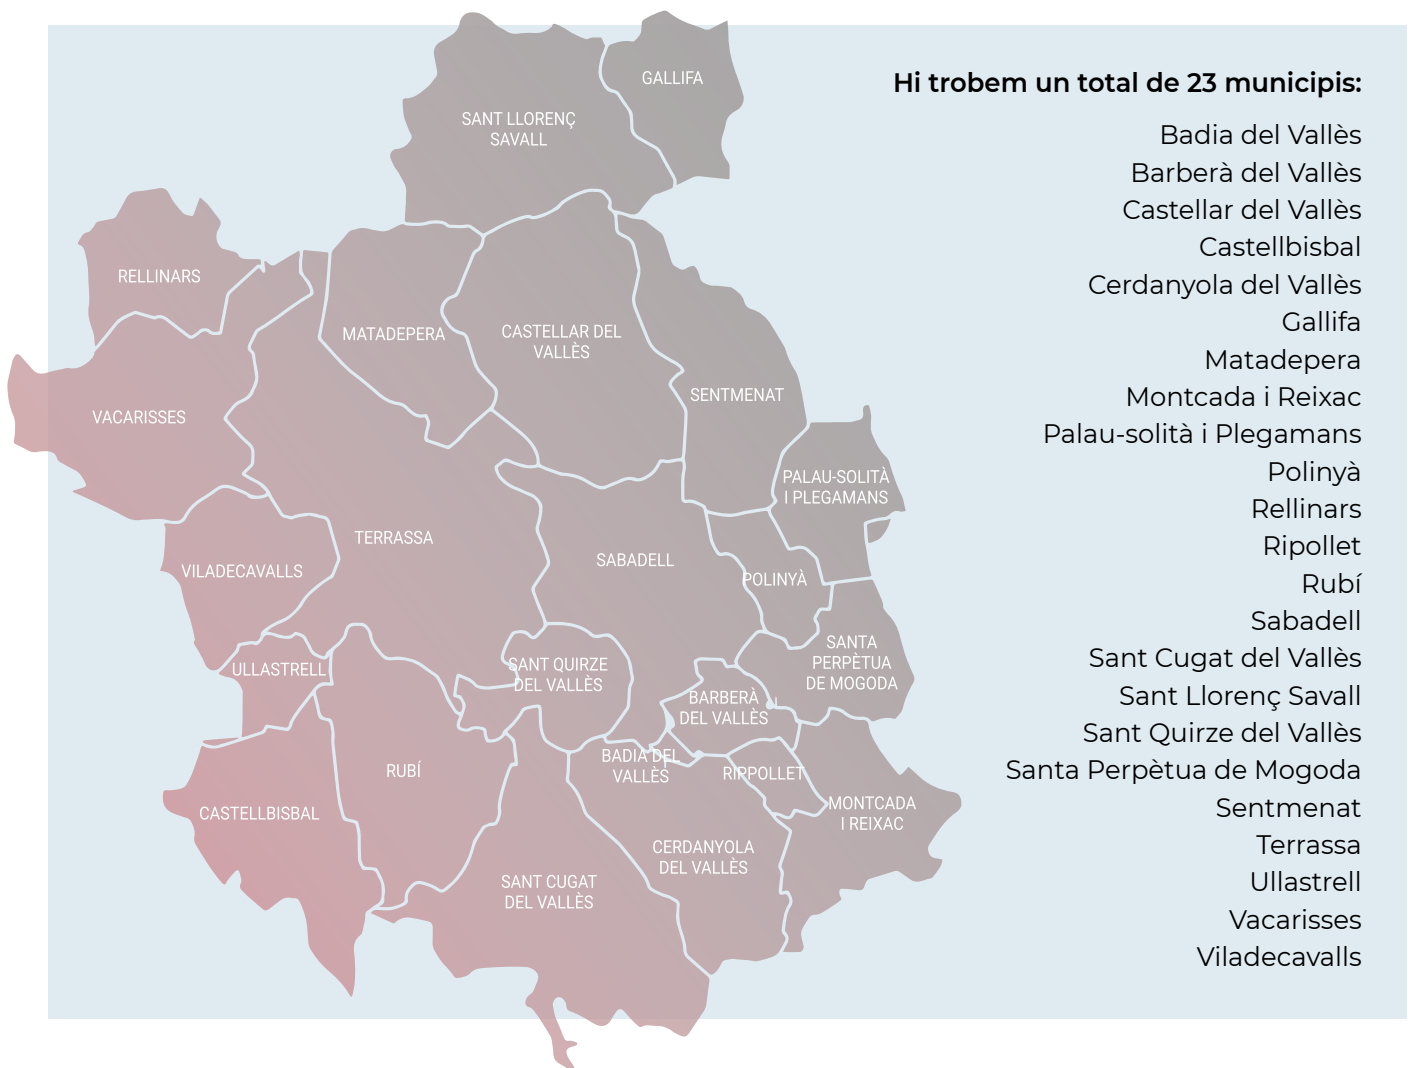 GALLIFA
SANT LLORENÇ
SAVALL
RELLINARS
MATADEPERA
CASTELLAR DEL
VALLÈS
SENTMENAT
VACARISSES
PALAU-SOLITÀ
I PLEGAMANS
TERRASSA
SABADELL
VILADECAVALLS
POLINYÀ
SANTA
PERPÈTUA
DE MOGODA
ULLASTRELL
SANT QUIRZE
DEL VALLÈS
BARBERÀ
DEL VALLÈS
RUBÍ
BADIA DEL
VALLÈS
RIPPOLLET
CASTELLBISBAL
MONTCADA
I REIXAC
CERDANYOLA
DEL VALLÈS
SANT CUGAT
DEL VALLÈS
Hi trobem un total de 23 municipis:
Badia del Vallès
Barberà del Vallès
Castellar del Vallès
Castellbisbal
Cerdanyola del Vallès
Gallifa
Matadepera
Montcada i Reixac
Palau-solità i Plegamans
Polinyà
Rellinars
Ripollet
Rubí
Sabadell
Sant Cugat del Vallès
Sant Llorenç Savall
Sant Quirze del Vallès
Santa Perpètua de Mogoda
Sentmenat
Terrassa
Ullastrell
Vacarisses
Viladecavalls